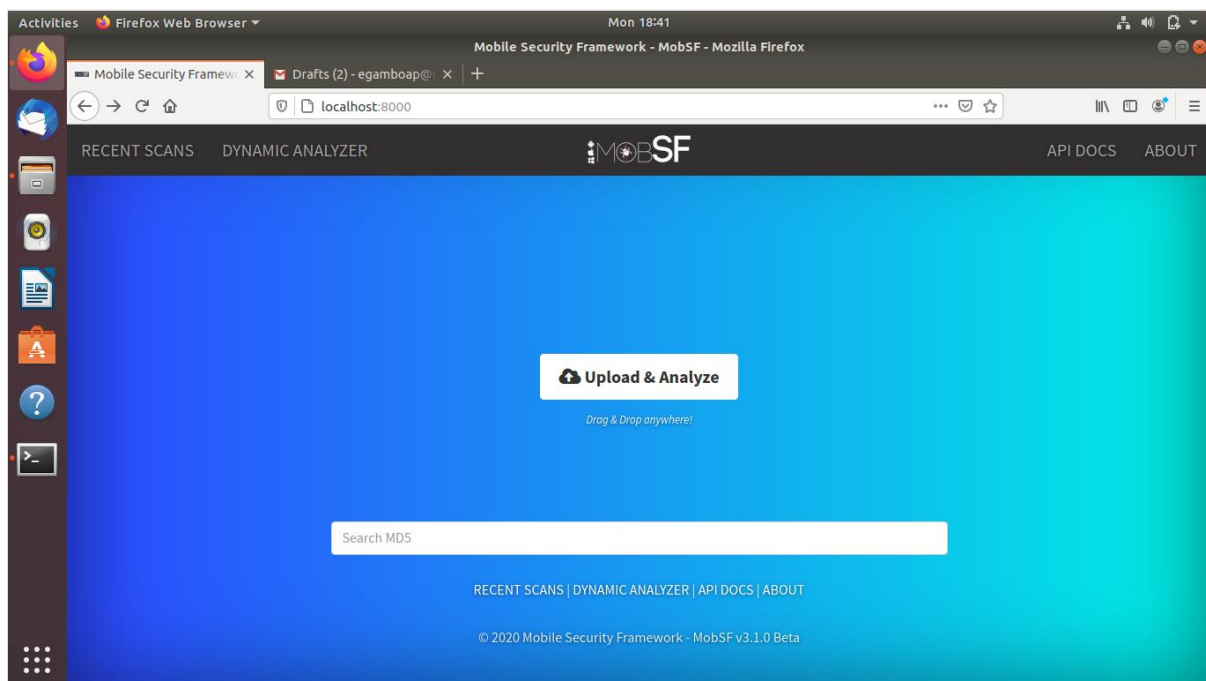 Activities Firefox Web Browser Mon 18:41
Mobile Security Framework - MobSF - Mozilla Firefox
Mobile Security Framew Drafts (2) - egamboap@
localhost:8000
RECENT SCANS DYNAMIC ANALYZER MOBSF API DOCS ABOUT
Upload & Analyze
Drag & Drop anywhere!
Search MD5
RECENT SCANS | DYNAMIC ANALYZER | API DOCS | ABOUT
© 2020 Mobile Security Framework - MobSF v3.1.0 Beta